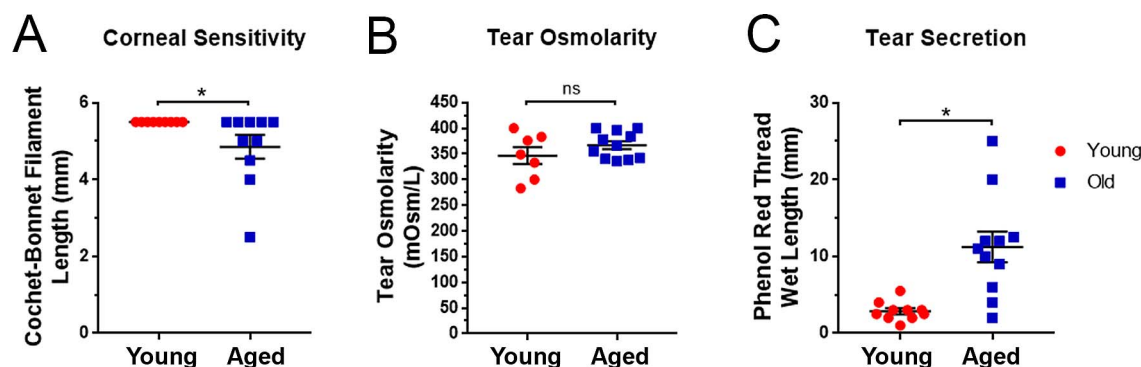 A
Corneal Sensitivity
Cochet-Bonnet Filament
Length (mm)
6
4
2
0
*
Young
Aged
B
Tear Osmolarity
Tear Osmolarity
(mOsm/L)
450
400
350
300
250
200
150
100
50
0
ns
Young
Aged
C
Tear Secretion
Phenol Red Thread
Wet Length (mm)
30
20
10
0
*
Young
Aged
Young
Old